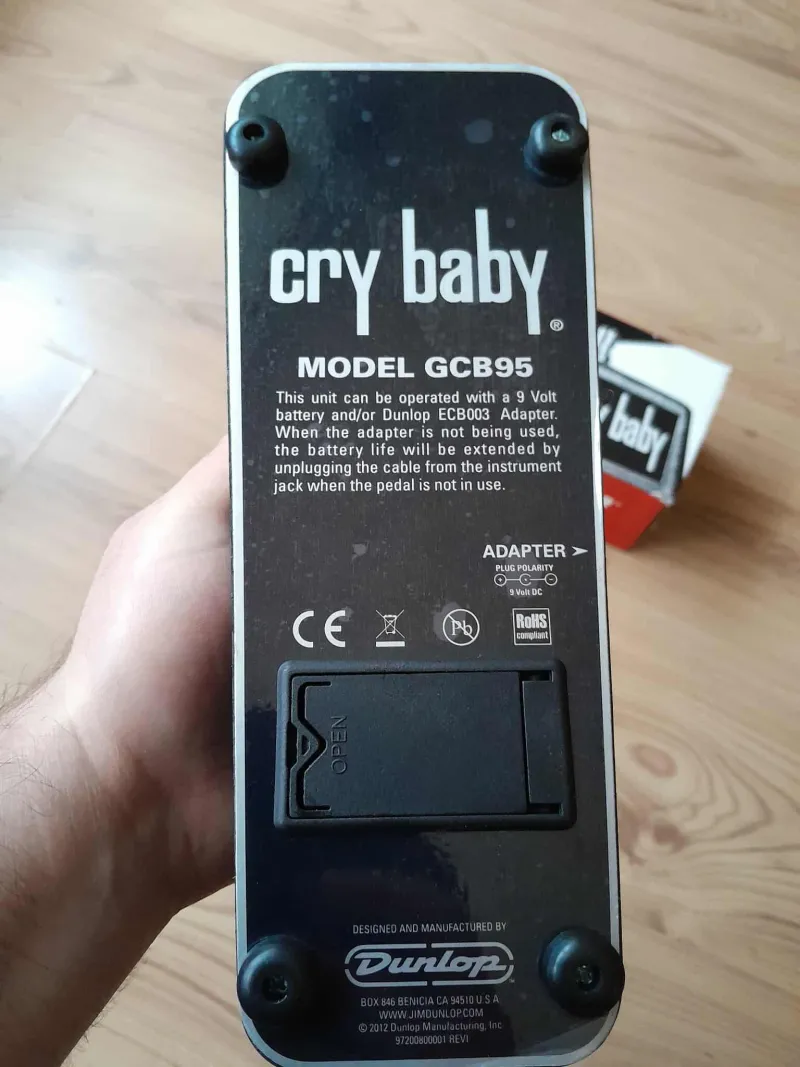 cry baby®
MODEL GCB95
This unit can be operated with a 9 Volt
battery and/or Dunlop ECB003 Adapter.
When the adapter is not being used,
the battery life will be extended by
unplugging the cable from the instrument
jack when the pedal is not in use.
ADAPTER
PLUG POLARITY
+ C −
9 Volt DC
CE
Pb
RoHS
compliant
OPEN
DESIGNED AND MANUFACTURED BY
Dunlop™
BOX 846 BENICIA CA 94510 U.S.A.
WWW.JIMDUNLOP.COM
© 2012 Dunlop Manufacturing, Inc.
97200800001 REV1
baby